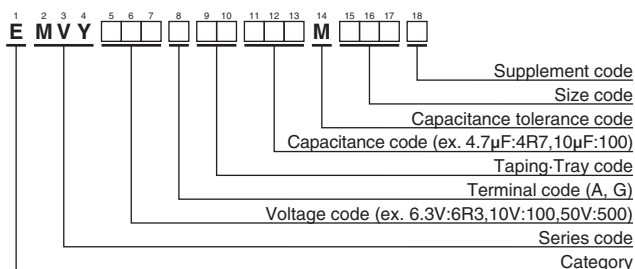 1 2 3 4 5 6 7 8 9 10 11 12 13 14 15 16 17 18
E M V Y M
Supplement code
Size code
Capacitance tolerance code
Capacitance code (ex. 4.7μF:4R7,10μF:100)
Taping·Tray code
Terminal code (A, G)
Voltage code (ex. 6.3V:6R3,10V:100,50V:500)
Series code
Category